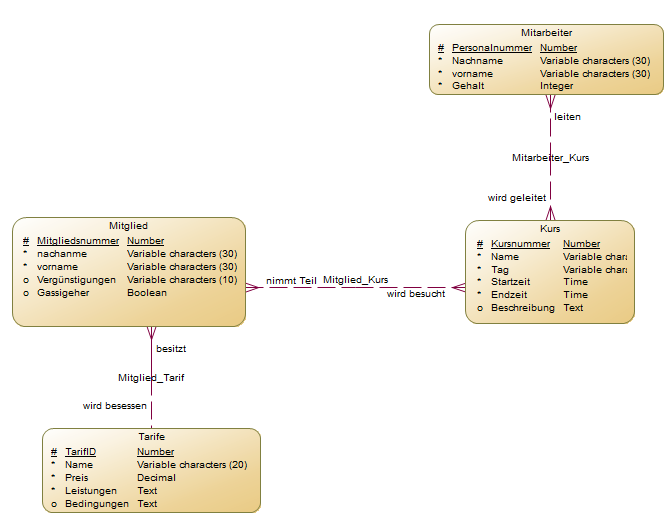 Mitarbeiter
# Personalnummer Number
* Nachname Variable characters (30)
* vorname Variable characters (30)
* Gehalt Integer
leiten
Mitarbeiter_Kurs
wird geleitet
Mitglied
# Mitgliedsnummer Number
* nachanme Variable characters (30)
* vorname Variable characters (30)
o Vergünstigungen Variable characters (10)
o Gassigeher Boolean
Kurs
# Kursnummer Number
* Name Variable chara
* Tag Variable chara
* Startzeit Time
* Endzeit Time
o Beschreibung Text
nimmt Teil Mitglied_Kurs
wird besucht
besitzt
Mitglied_Tarif
wird besessen
Tarife
# TarifID Number
* Name Variable characters (20)
* Preis Decimal
* Leistungen Text
o Bedingungen Text